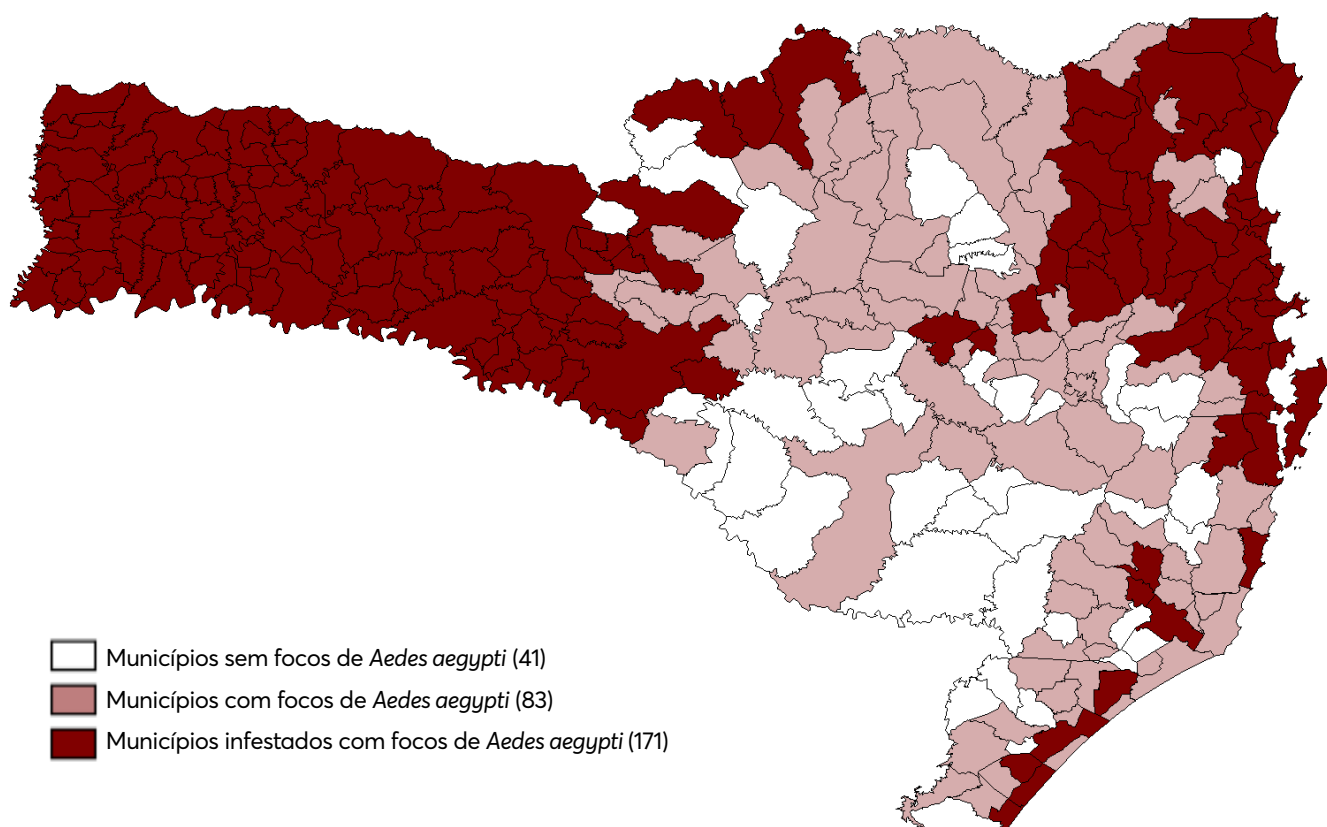 Municípios sem focos de Aedes aegypti (41)
Municípios com focos de Aedes aegypti (83)
Municípios infestados com focos de Aedes aegypti (171)